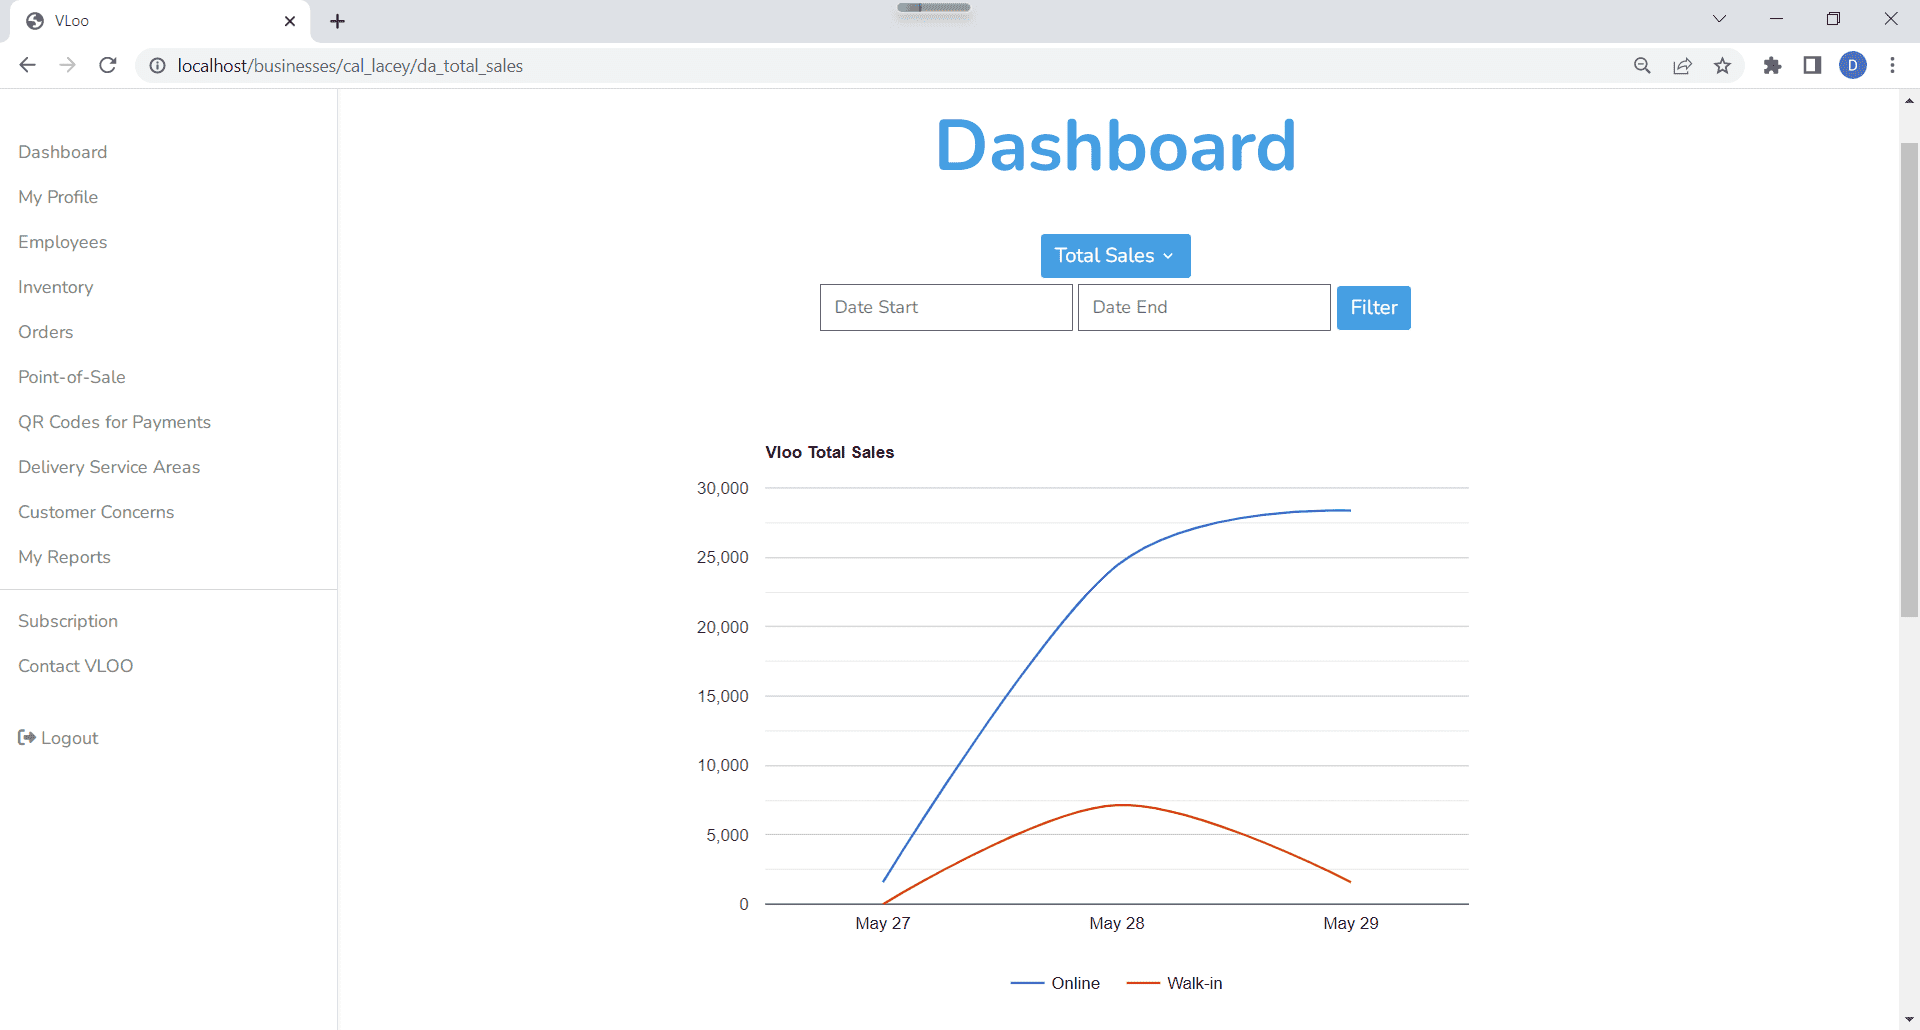 VLoo
localhost/businesses/cal_lacey/da_total_sales
D
Dashboard
My Profile
Employees
Inventory
Orders
Point-of-Sale
QR Codes for Payments
Delivery Service Areas
Customer Concerns
My Reports
Subscription
Contact VLOO
Logout
Dashboard
Total Sales
Date Start
Date End
Filter
Vloo Total Sales
30,000
25,000
20,000
15,000
10,000
5,000
0
May 27 May 28 May 29
Online Walk-in